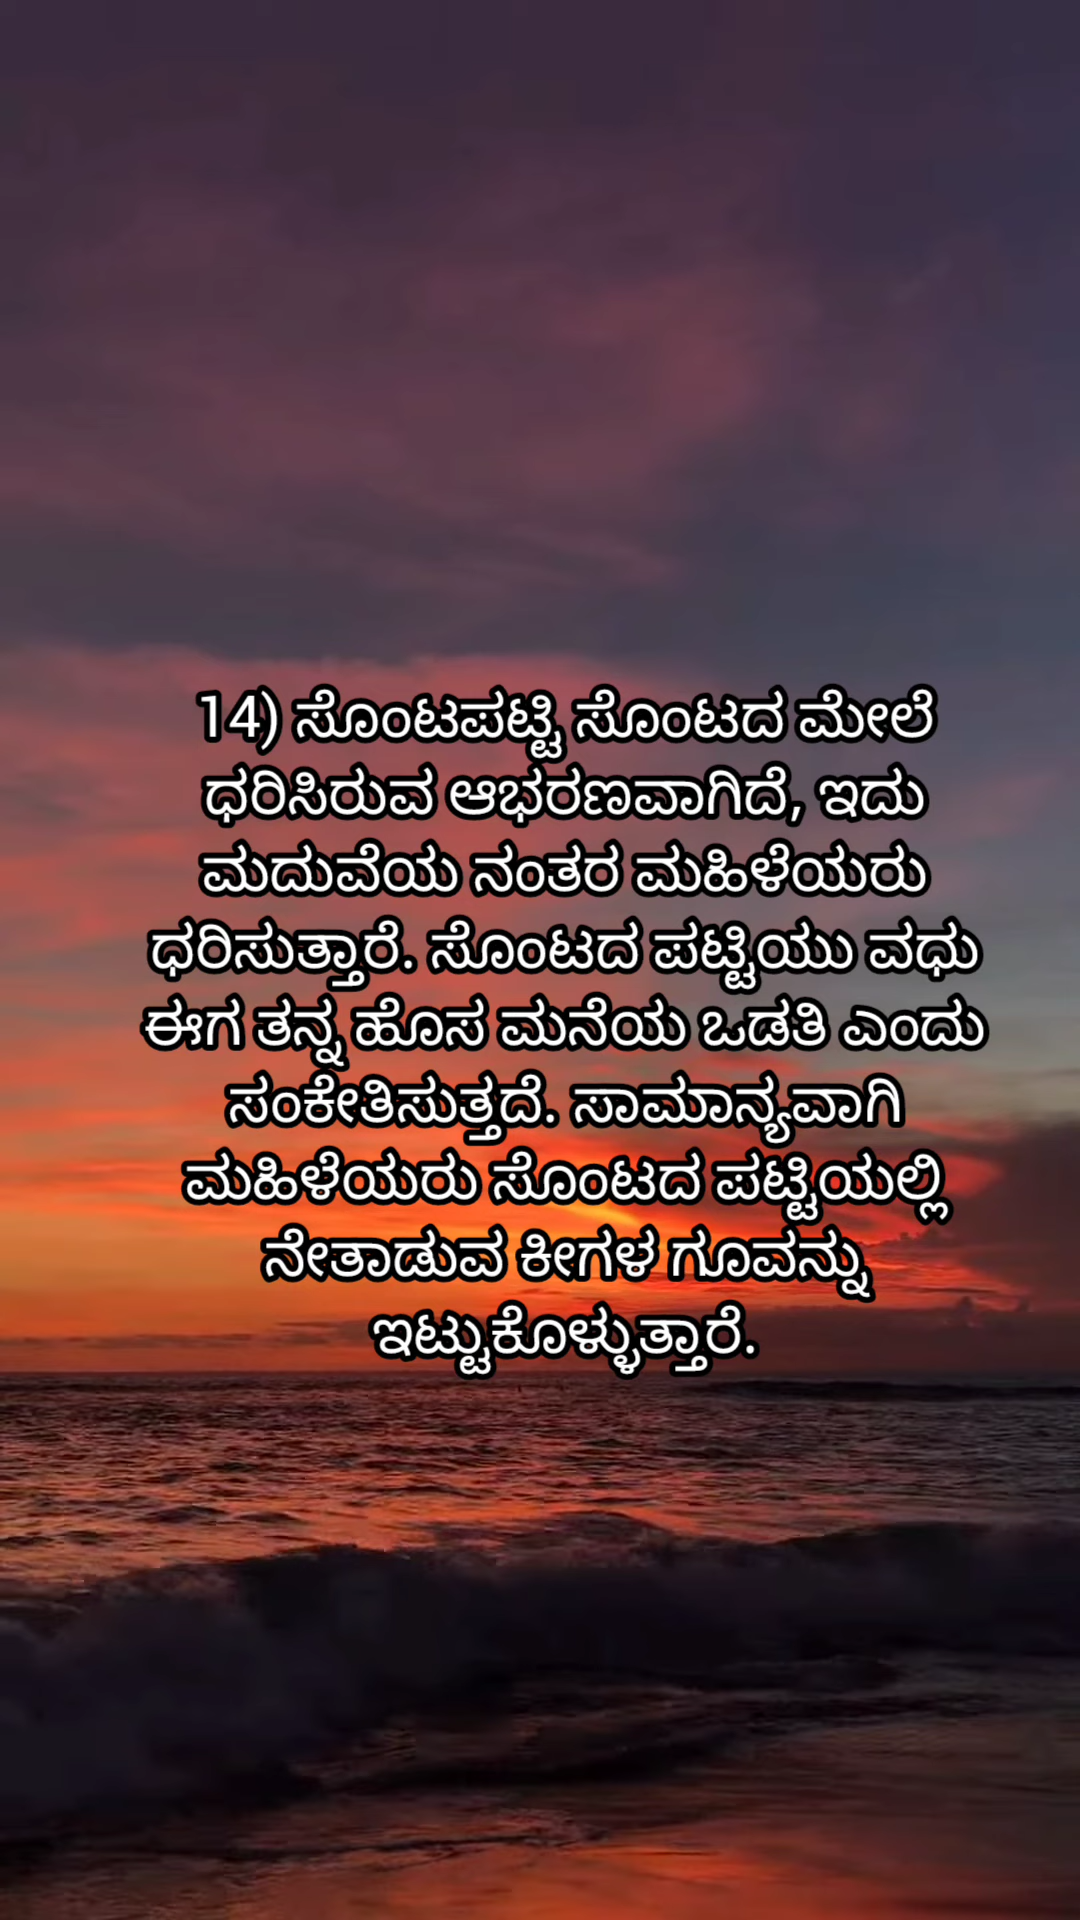 14) ಸೊಂಟಪಟ್ಟಿ ಸೊಂಟದ ಮೇಲೆ
ಧರಿಸಿರುವ ಆಭರಣವಾಗಿದೆ, ಇದು
ಮದುವೆಯ ನಂತರ ಮಹಿಳೆಯರು
ಧರಿಸುತ್ತಾರೆ. ಸೊಂಟದ ಪಟ್ಟಿಯು ವಧು
ಈಗ ತನ್ನ ಹೊಸ ಮನೆಯ ಒಡತಿ ಎಂದು
ಸಂಕೇತಿಸುತ್ತದೆ. ಸಾಮಾನ್ಯವಾಗಿ
ಮಹಿಳೆಯರು ಸೊಂಟದ ಪಟ್ಟಿಯಲ್ಲಿ
ನೇತಾಡುವ ಕೀಗಳ ಗೂವನ್ನು
ಇಟ್ಟುಕೊಳ್ಳುತ್ತಾರೆ.